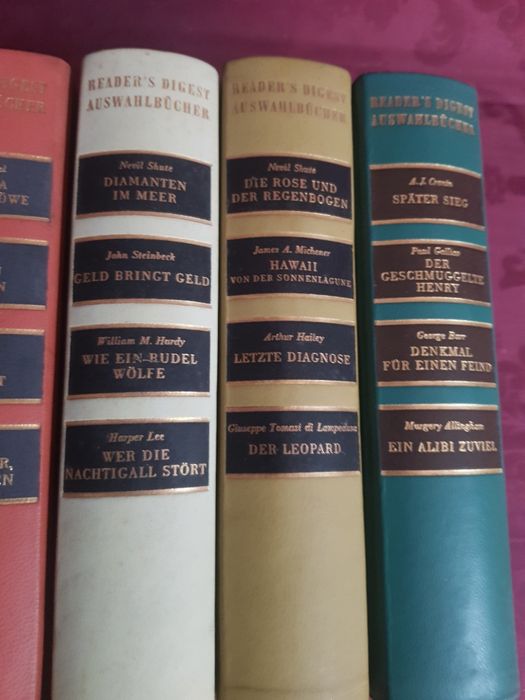 DIGEST
ÖWE
READER'S DIGEST
AUSWAHLBÜCHER
Nevil Shute
DIAMANTEN
IM MEER
John Steinbeck
GELD BRINGT GELD
William M. Hardy
WIE EIN RUDEL
WÖLFE
Harper Lee
WER DIE
NACHTIGALL STÖRT
READER'S DIGEST
AUSWAHLBÜCHER
Nevil Shute
DIE ROSE UND
DER REGENBOGEN
James A. Michener
HAWAII
VON DER SONNENLAGUNE
Arthur Hailey
LETZTE DIAGNOSE
Giuseppe Tomasi di Lampedusa
DER LEOPARD
READER'S DIGEST
AUSWAHLBÜCHER
A.J. Cronin
SPÄTER SIEG
Paul Gallico
DER
GESCHMUGGELTE
HENRY
George Barr
DENKMAL
FÜR EINEN FEIND
Margery Allingham
EIN ALIBI ZUVIEL